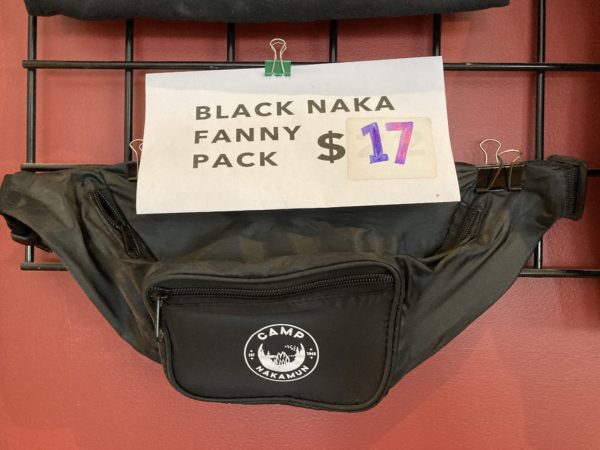 BLACK NAKA
FANNY
PACK $17
CAMP
NAKAMUN